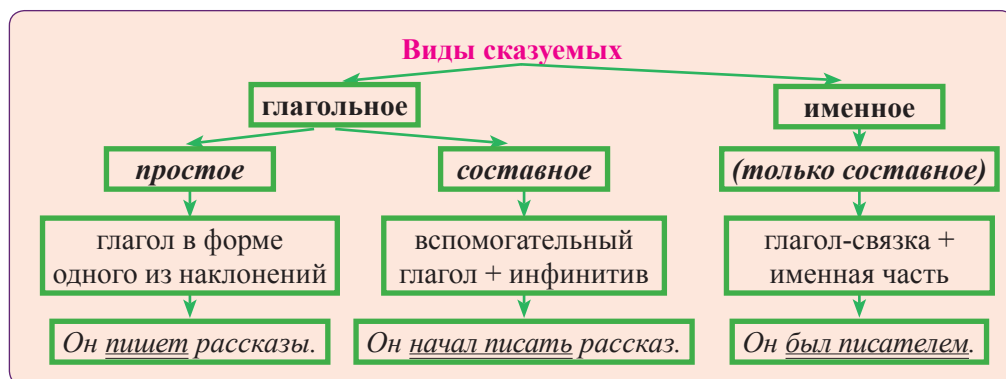 Виды сказуемых
глагольное
именное
простое
составное
(только составное)
глагол в форме
одного из наклонений
вспомогательный
глагол + инфинитив
глагол-связка +
именная часть
Он пишет рассказы.
Он начал писать рассказ.
Он был писателем.